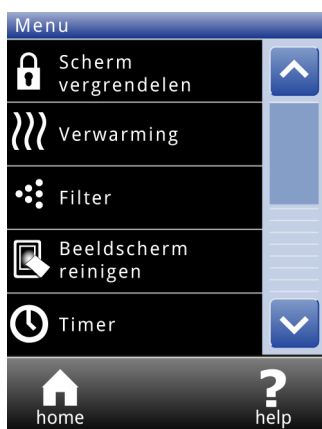 Menu
Scherm
vergrendelen
Verwarming
Filter
Beeldscherm
reinigen
Timer
home
help